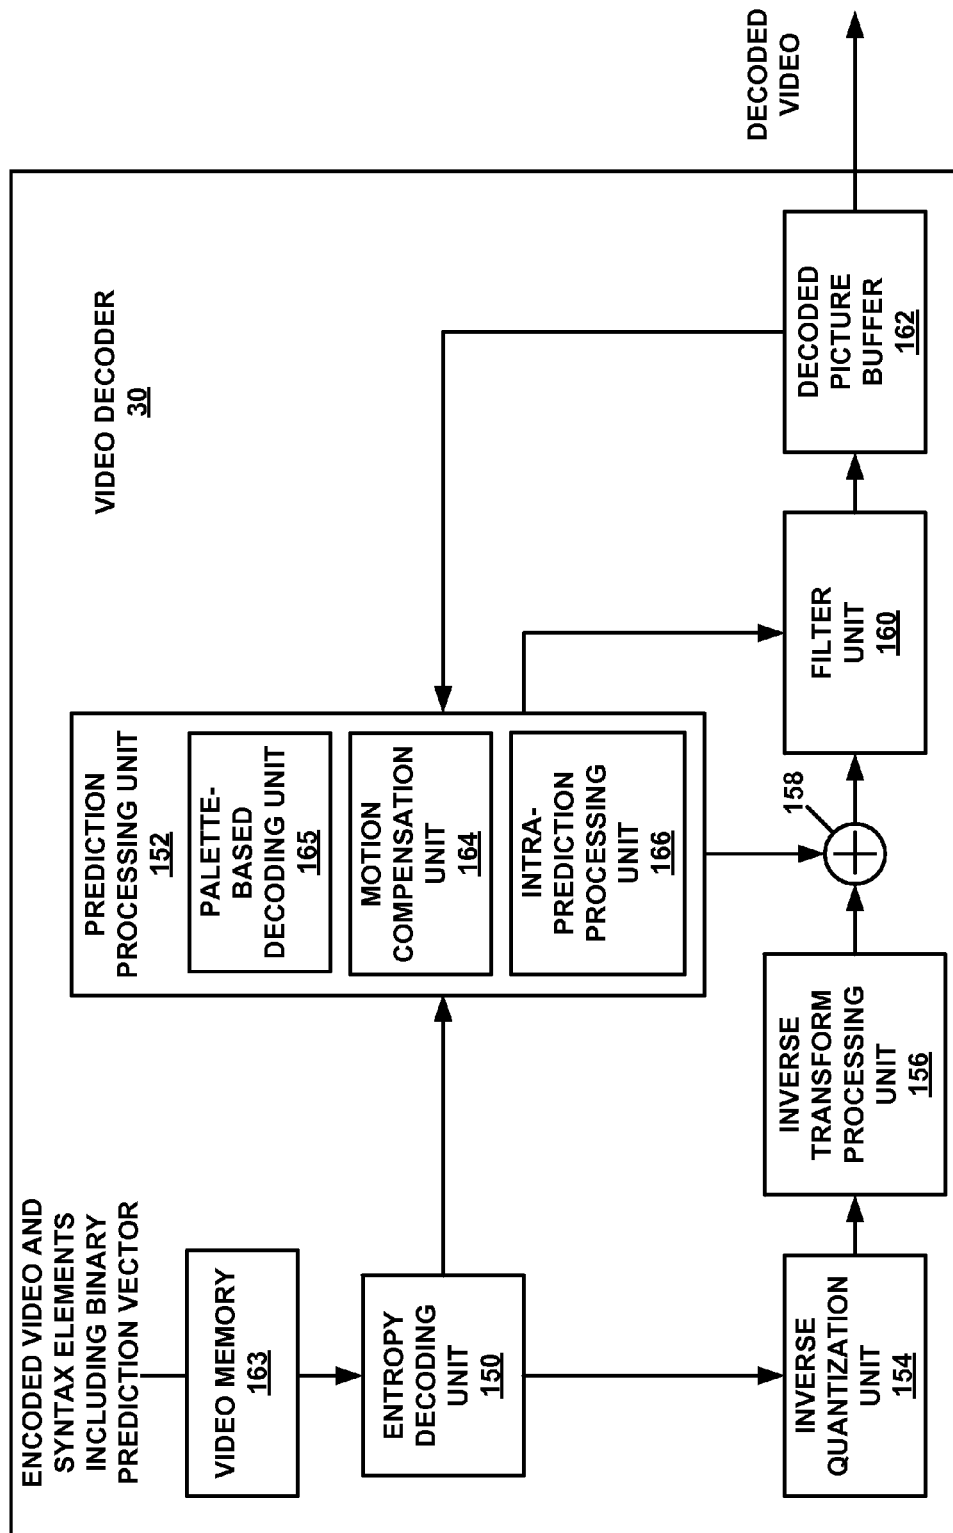 ENCODED VIDEO AND
SYNTAX ELEMENTS
INCLUDING BINARY
PREDICTION VECTOR
VIDEO DECODER
30
VIDEO MEMORY
163
ENTROPY
DECODING
UNIT
150
PREDICTION
PROCESSING UNIT
152
PALETTE-
BASED
DECODING UNIT
165
MOTION
COMPENSATION
UNIT
164
INTRA-
PREDICTION
PROCESSING
UNIT
166
INVERSE
QUANTIZATION
UNIT
154
INVERSE
TRANSFORM
PROCESSING
UNIT
156
158
FILTER
UNIT
160
DECODED
PICTURE
BUFFER
162
DECODED
VIDEO